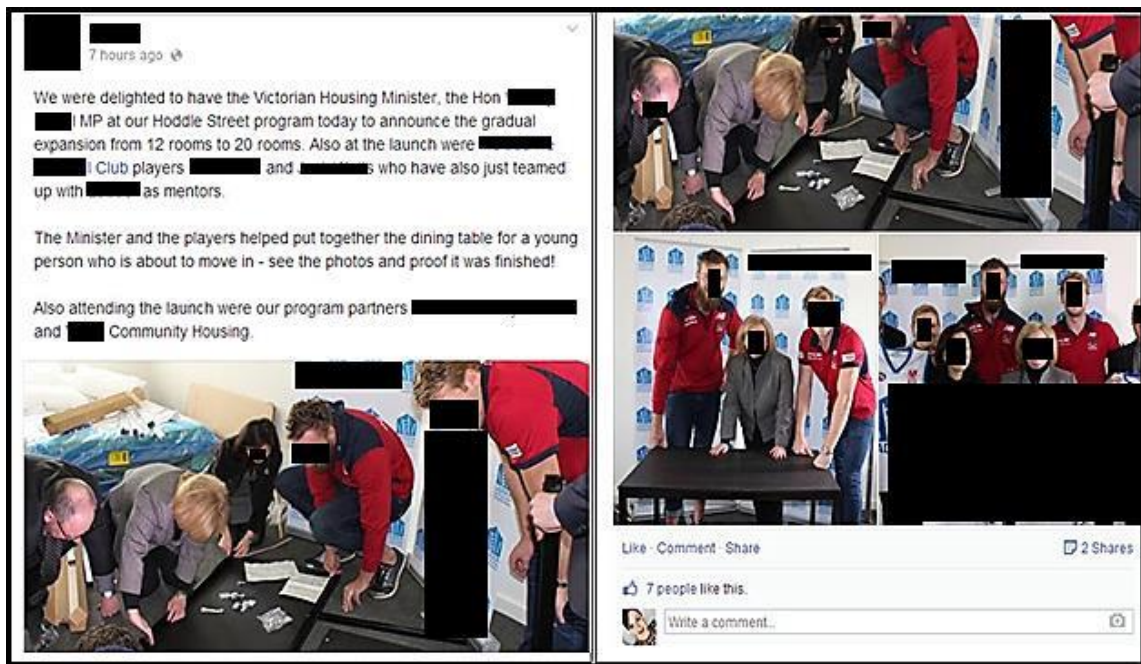 7 hours ago
We were delighted to have the Victorian Housing Minister, the Hon
MP at our Hoddle Street program today to announce the gradual
expansion from 12 rooms to 20 rooms. Also at the launch were
Club players and who have also just teamed
up with as mentors.
The Minister and the players helped put together the dining table for a young
person who is about to move in - see the photos and proof it was finished!
Also attending the launch were our program partners
and Community Housing.
Like · Comment · Share
2 Shares
7 people like this.
Write a comment...